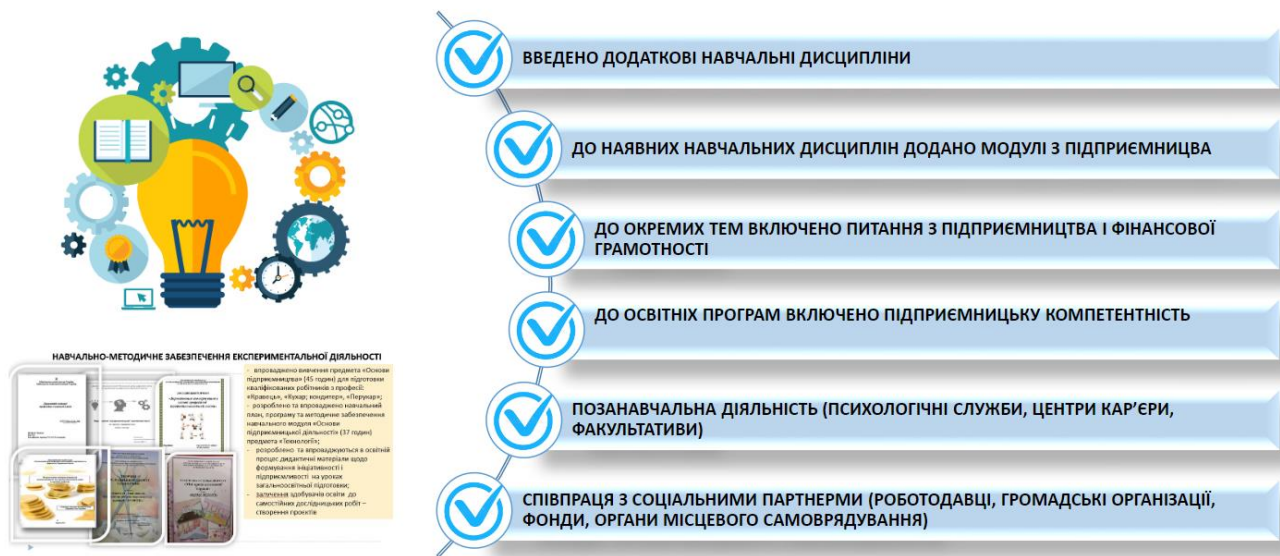 ВВЕДЕНО ДОДАТКОВІ НАВЧАЛЬНІ ДИСЦИПЛІНИ
ДО НАЯВНИХ НАВЧАЛЬНИХ ДИСЦИПЛІН ДОДАНО МОДУЛІ З ПІДПРИЄМНИЦВА
ДО ОКРЕМИХ ТЕМ ВКЛЮЧЕНО ПИТАННЯ З ПІДПРИЄМНИЦТВА І ФІНАНСОВОЇ
ГРАМОТНОСТІ
ДО ОСВІТНІХ ПРОГРАМ ВКЛЮЧЕНО ПІДПРИЄМНИЦЬКУ КОМПЕТЕНТНІСТЬ
ПОЗАНАВЧАЛЬНА ДІЯЛЬНІСТЬ (ПСИХОЛОГІЧНІ СЛУЖБИ, ЦЕНТРИ КАР’ЄРИ,
ФАКУЛЬТАТИВИ)
СПІВПРАЦЯ З СОЦІАЛЬНИМИ ПАРТНЕРМИ (РОБОТОДАВЦІ, ГРОМАДСЬКІ ОРГАНІЗАЦІЇ,
ФОНДИ, ОРГАНИ МІСЦЕВОГО САМОВРЯДУВАННЯ)
НАВЧАЛЬНО-МЕТОДИЧНЕ ЗАБЕЗПЕЧЕННЯ ЕКСПЕРИМЕНТАЛЬНОЇ ДІЯЛЬНОСТІ
- впроваджено вивчення предмета «Основи
підприємництва» (45 годин) для підготовки
кваліфікованих робітників з професії:
«Кравець», «Кухар; кондитер», «Перукар»;
- розроблено та впроваджено навчальний
план, програму та методичне забезпечення
навчального модуля «Основи
підприємницької діяльності» (37 годин)
предмета «Технології»;
- розроблено та впроваджуються в освітній
процес дидактичні матеріали щодо
формування ініціативності і
підприємливості на уроках
загальноосвітньої підготовки;
- залучення здобувачів освіти до
самостійних дослідницьких робіт –
створення проєктів